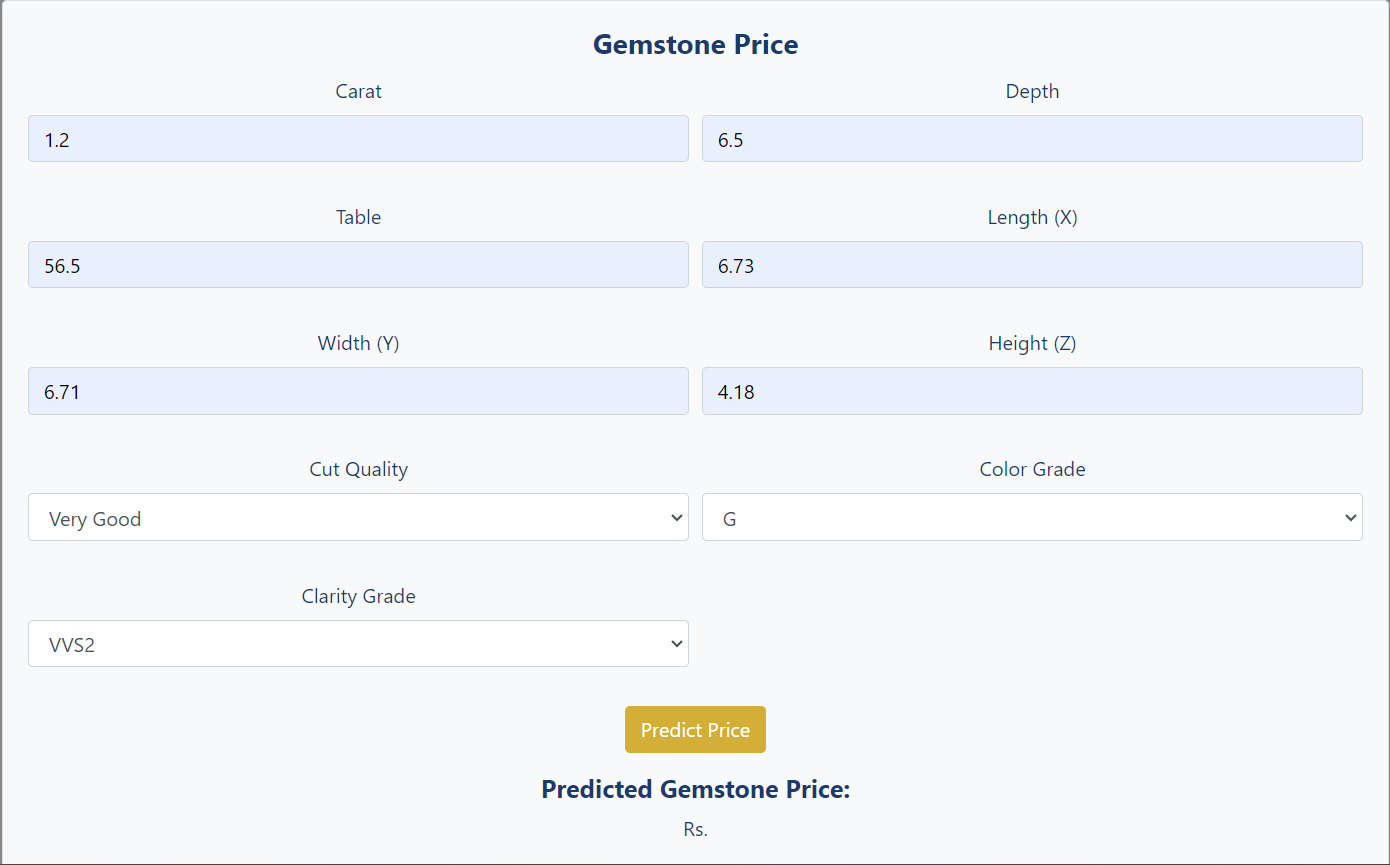 Gemstone Price
Carat Depth
1.2 6.5
Table Length (X)
56.5 6.73
Width (Y) Height (Z)
6.71 4.18
Cut Quality Color Grade
Very Good G
Clarity Grade
VVS2
Predict Price
Predicted Gemstone Price:
Rs.